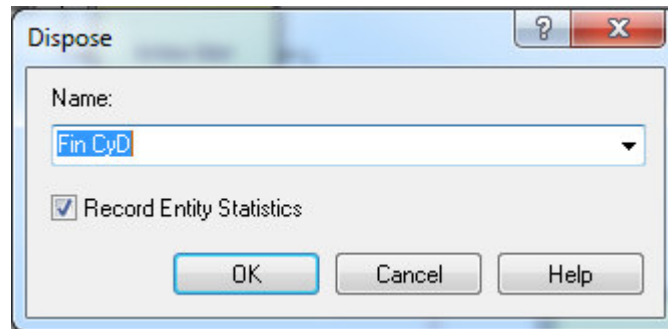 Dispose
Name:
Fin CyD
Record Entity Statistics
OK Cancel Help